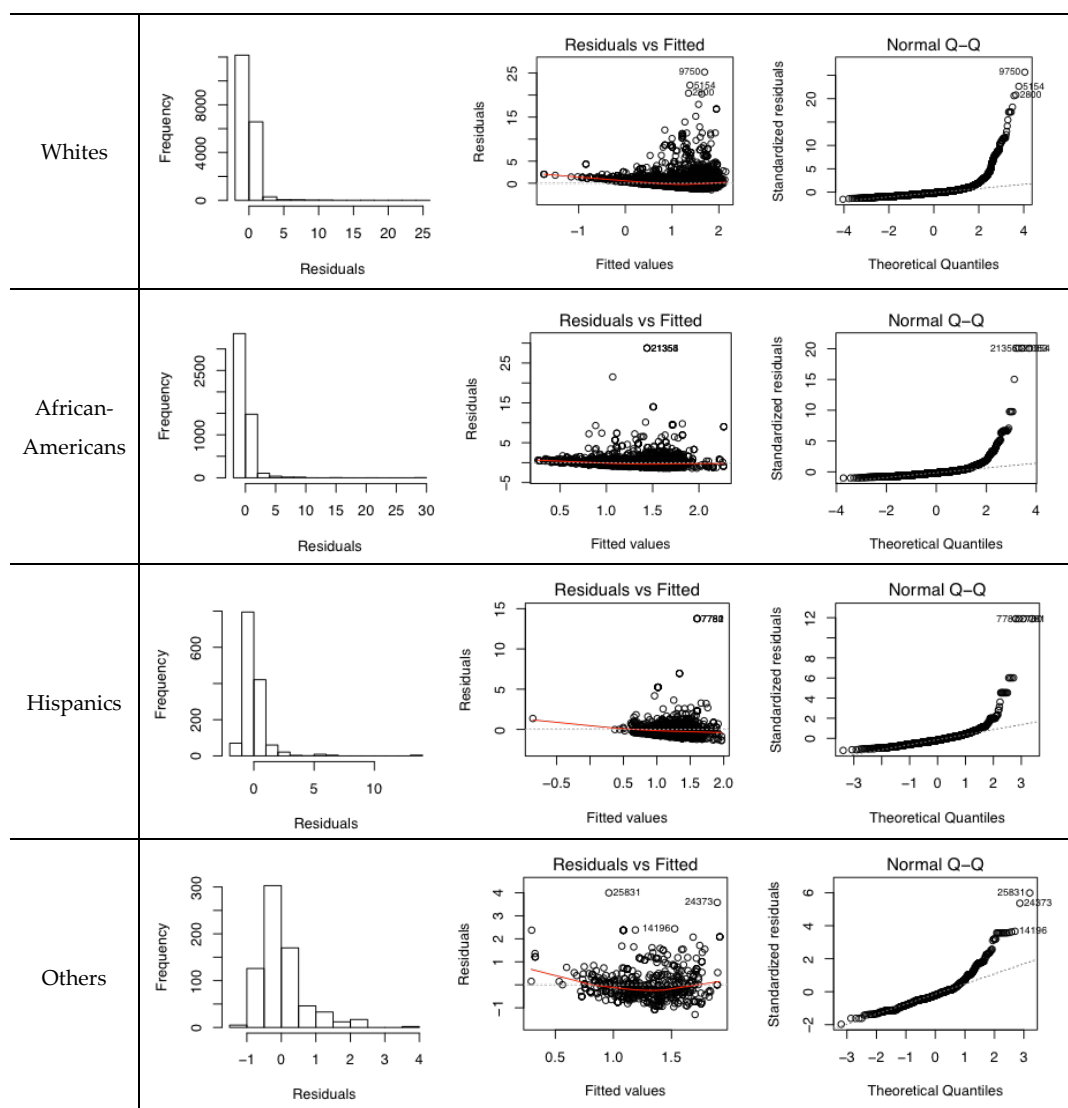 Whites
Frequency
0 4000 8000
0 5 10 15 20 25
Residuals
Residuals vs Fitted
Residuals
0 5 15 25
9750
5154
2800
−1 0 1 2
Fitted values
Normal Q−Q
Standardized residuals
0 5 10 20
9750
5154
2800
−4 −2 0 2 4
Theoretical Quantiles
African-
Americans
Frequency
0 1000 2500
0 5 10 15 20 25 30
Residuals
Residuals vs Fitted
Residuals
−5 5 15 25
0.5 1.0 1.5 2.0
Fitted values
Normal Q−Q
Standardized residuals
0 5 10 15 20
−4 −2 0 2 4
Theoretical Quantiles
Hispanics
Frequency
0 200 600
0 5 10
Residuals
Residuals vs Fitted
Residuals
0 5 10 15
−0.5 0.5 1.0 1.5 2.0
Fitted values
Normal Q−Q
Standardized residuals
0 2 4 6 8 12
−3 −2 −1 0 1 2 3
Theoretical Quantiles
Others
Frequency
0 100 200 300
−1 0 1 2 3 4
Residuals
Residuals vs Fitted
Residuals
−1 1 2 3 4
25831
24373
14196
0.5 1.0 1.5
Fitted values
Normal Q−Q
Standardized residuals
−2 0 2 4 6
25831
24373
14196
−3 −2 −1 0 1 2 3
Theoretical Quantiles